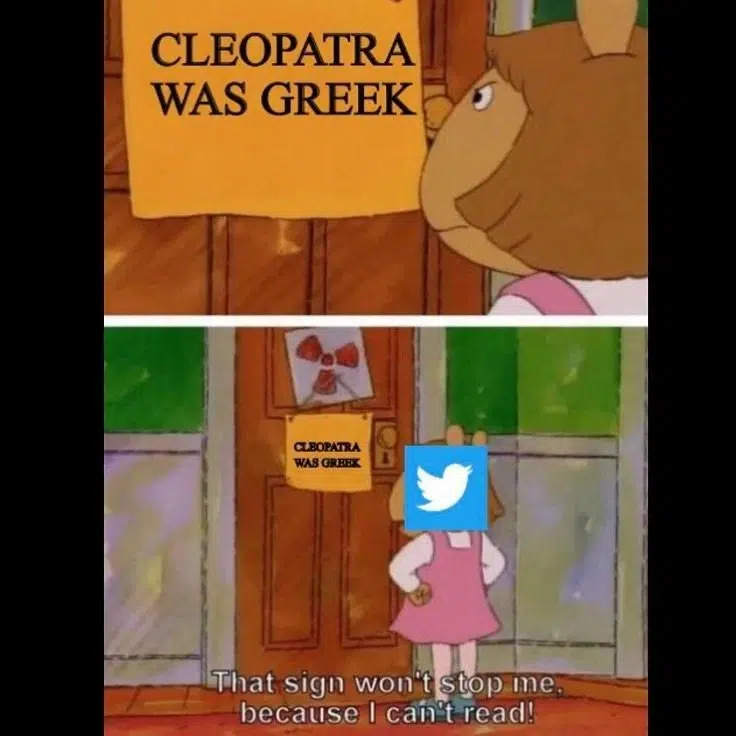 CLEOPATRA
WAS GREEK
CLEOPATRA
WAS GREEK
That sign won't stop me,
because I can't read!